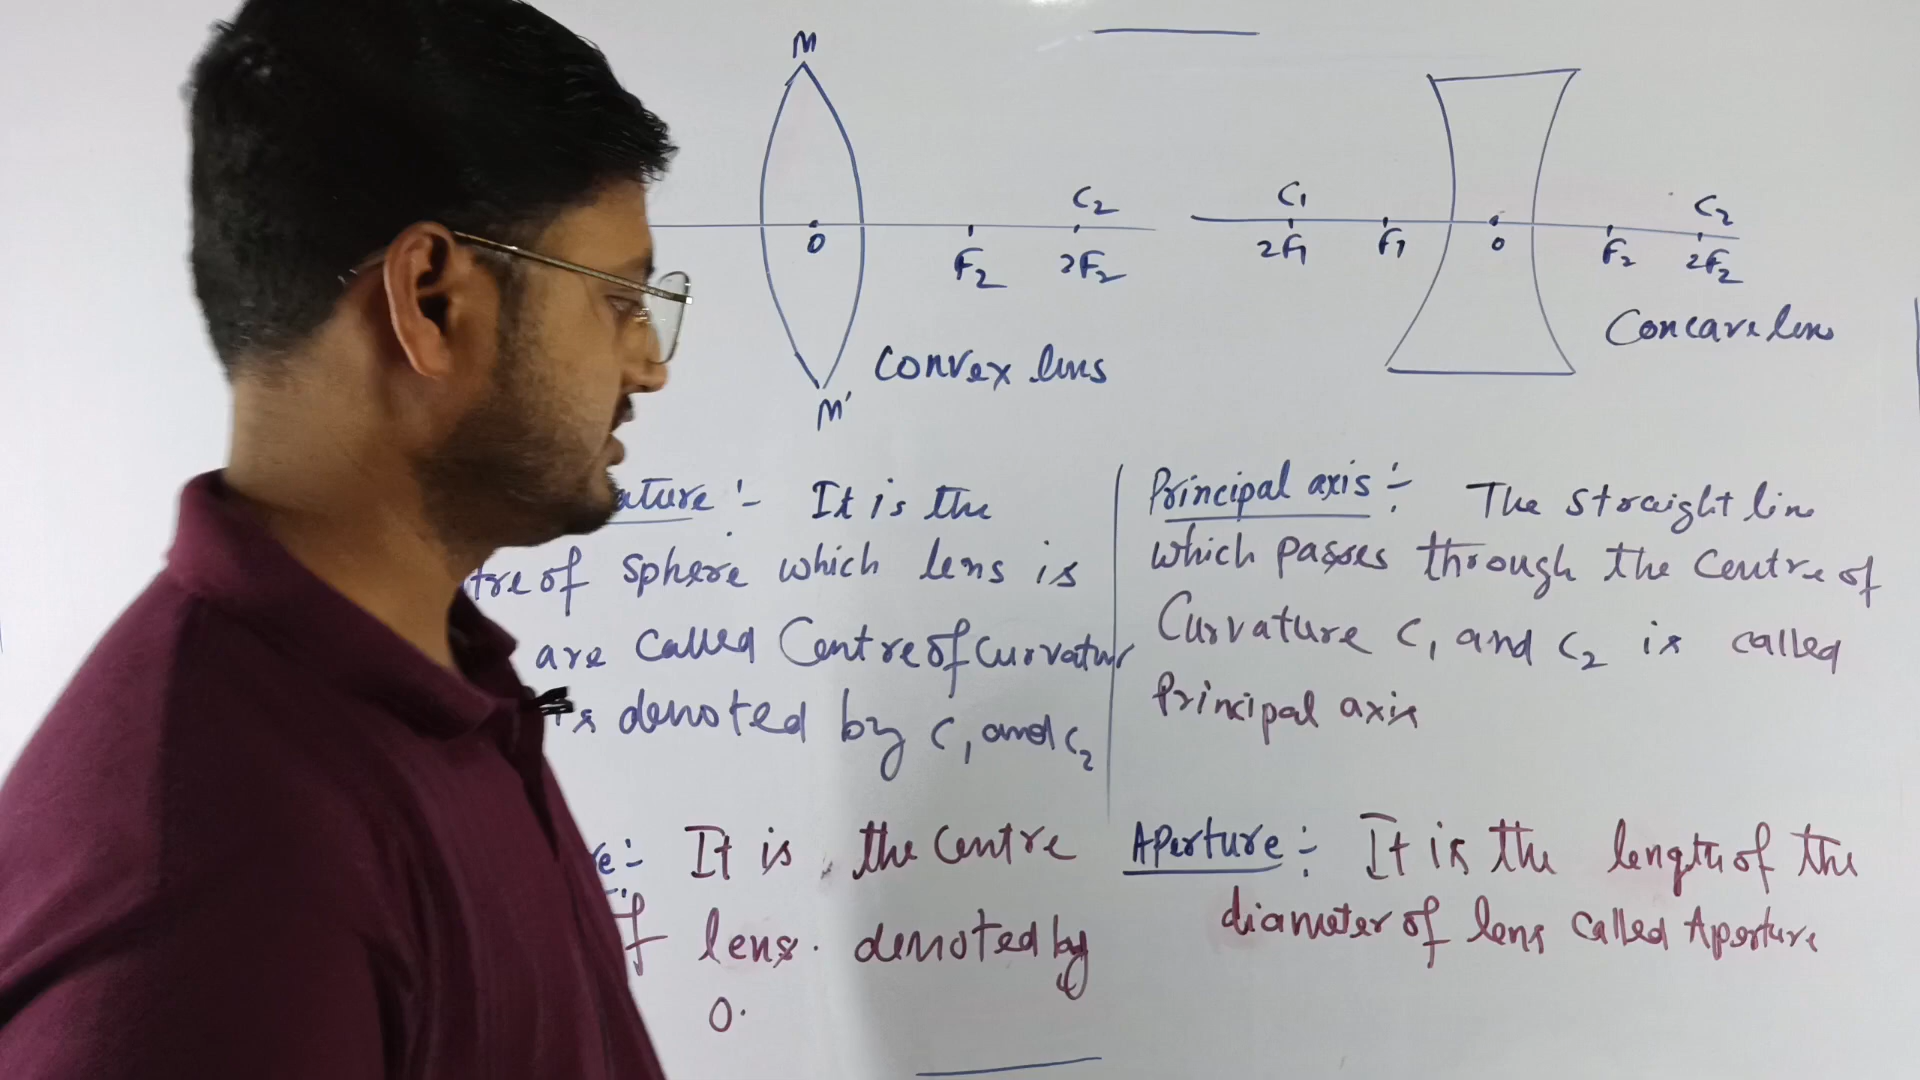 M
C2
O
F2
2F2
Convex lens
M'
C1
2F1
F1
O
F2
C2
2F2
Concave lens
ature :- It is the
tre of sphere which lens is
are called Centre of Curvature
denoted by C1 and C2
Principal axis :- The straight line
which passes through the Centre of
Curvature C1 and C2 is called
Principal axis
e :- It is the Centre
of lens. denoted by
O.
Aperture :- It is the length of the
diameter of lens called Aperture